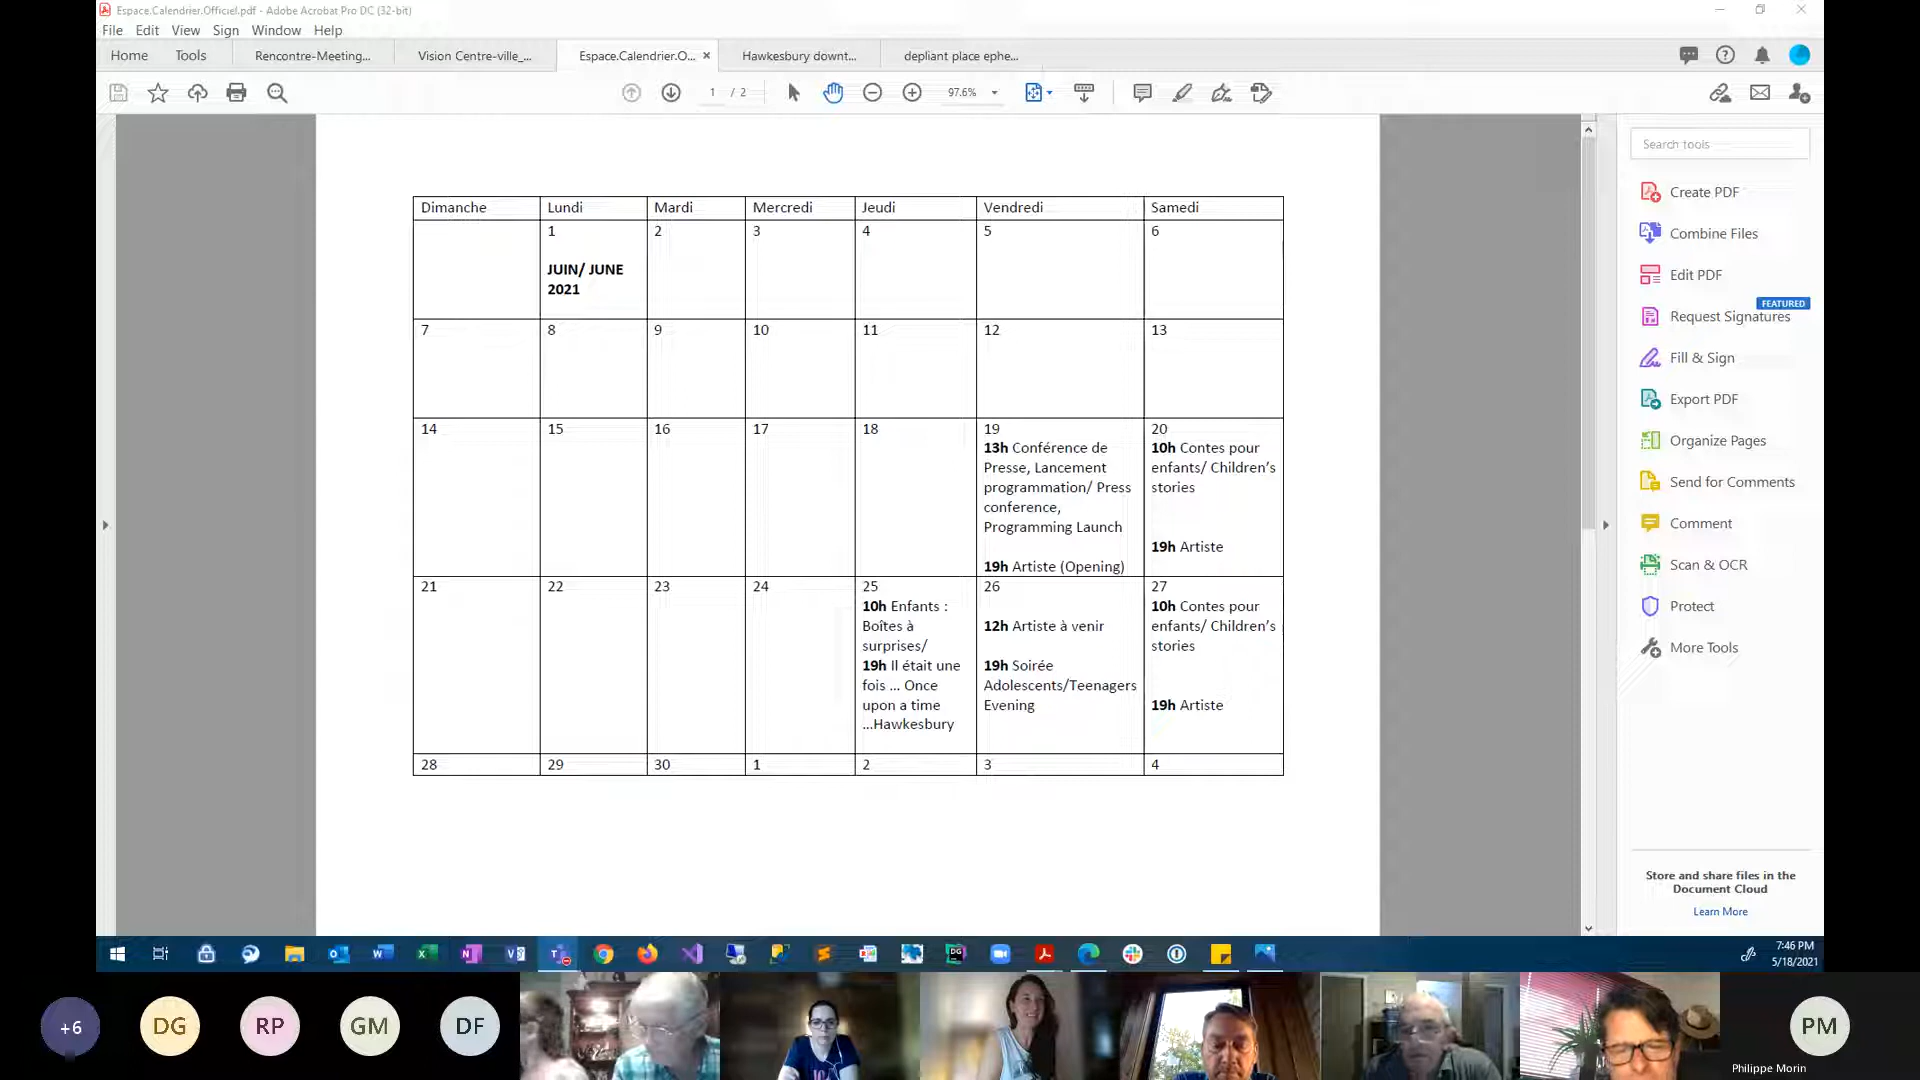 Espace.Calendrier.Officiel.pdf - Adobe Acrobat Pro DC (32-bit)
File Edit View Sign Window Help
Home Tools Rencontre-Meeting... Vision Centre-ville_... Espace.Calendrier.O... × Hawkesbury downt... depliant place ephe...
1 / 2 97.6%
Search tools
Create PDF
Combine Files
Edit PDF
FEATURED
Request Signatures
Fill & Sign
Export PDF
Organize Pages
Send for Comments
Comment
Scan & OCR
Protect
More Tools
Store and share files in the
Document Cloud
Learn More
Dimanche Lundi Mardi Mercredi Jeudi Vendredi Samedi
1 2 3 4 5 6
JUIN/ JUNE
2021
7 8 9 10 11 12 13
14 15 16 17 18 19 20
13h Conférence de
Presse, Lancement
programmation/ Press
conference,
Programming Launch
19h Artiste (Opening)
10h Contes pour
enfants/ Children's
stories
19h Artiste
21 22 23 24 25 26 27
10h Enfants :
Boîtes à
surprises/
19h Il était une
fois ... Once
upon a time
...Hawkesbury
12h Artiste à venir
19h Soirée
Adolescents/Teenagers
Evening
10h Contes pour
enfants/ Children's
stories
19h Artiste
28 29 30 1 2 3 4
7:46 PM
5/18/2021
+6 DG RP GM DF PM
Philippe Morin